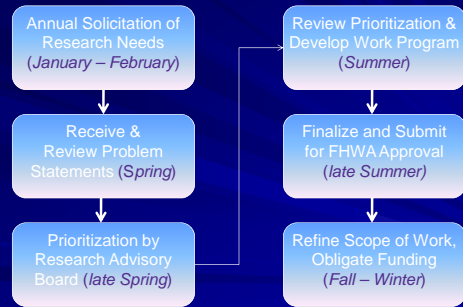 Annual Solicitation of
Research Needs
(January – February)
Receive &
Review Problem
Statements (Spring)
Prioritization by
Research Advisory
Board (late Spring)
Review Prioritization &
Develop Work Program
(Summer)
Finalize and Submit
for FHWA Approval
(late Summer)
Refine Scope of Work,
Obligate Funding
(Fall – Winter)